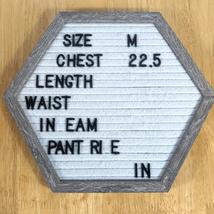 SIZE M
CHEST 22.5
LENGTH
WAIST
IN EAM
PANT RI E
IN